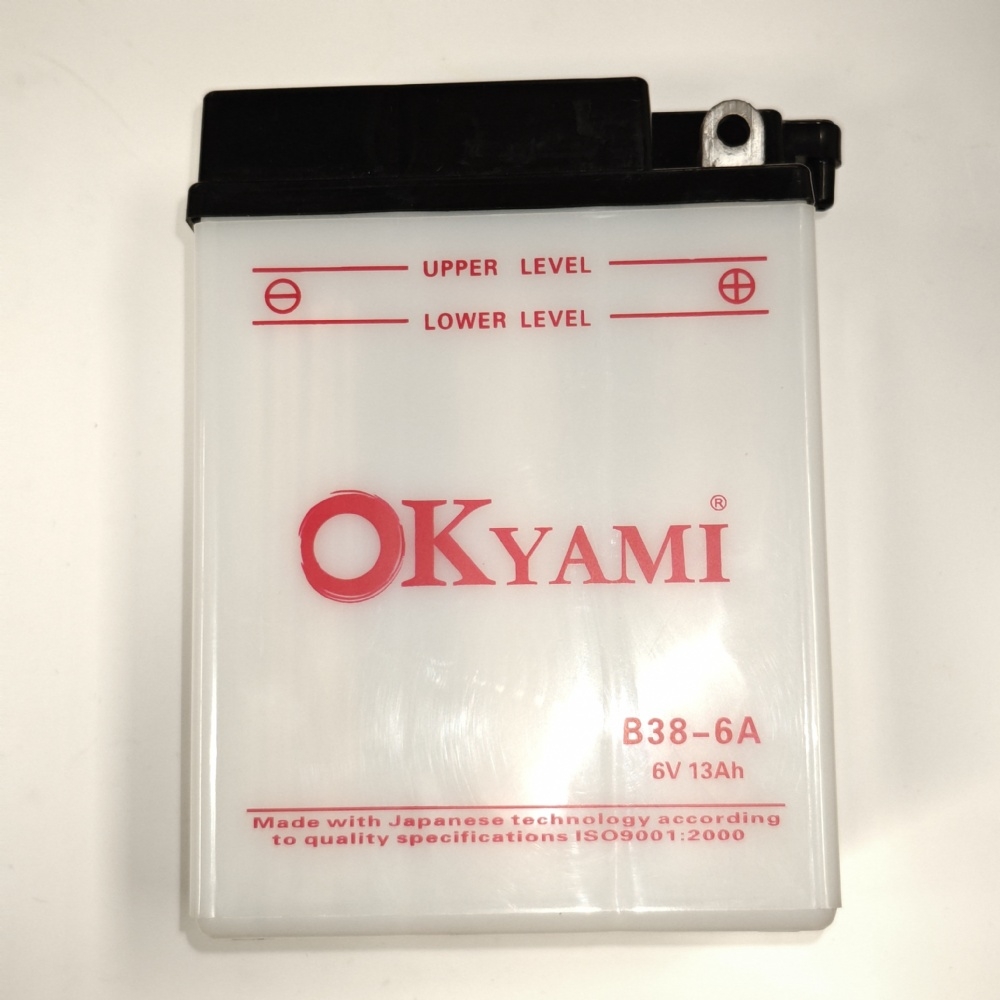 UPPER LEVEL
⊖ ⊕
LOWER LEVEL
OKYAMI®
B38-6A
6V 13Ah
Made with Japanese technology according
to quality specifications ISO9001:2000